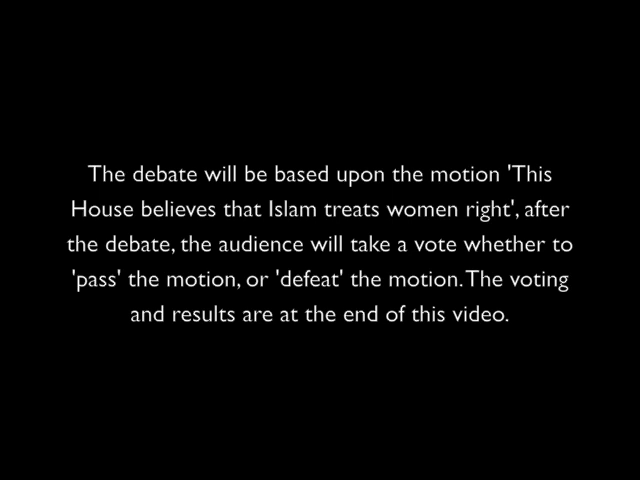 The debate will be based upon the motion 'This
House believes that Islam treats women right', after
the debate, the audience will take a vote whether to
'pass' the motion, or 'defeat' the motion. The voting
and results are at the end of this video.